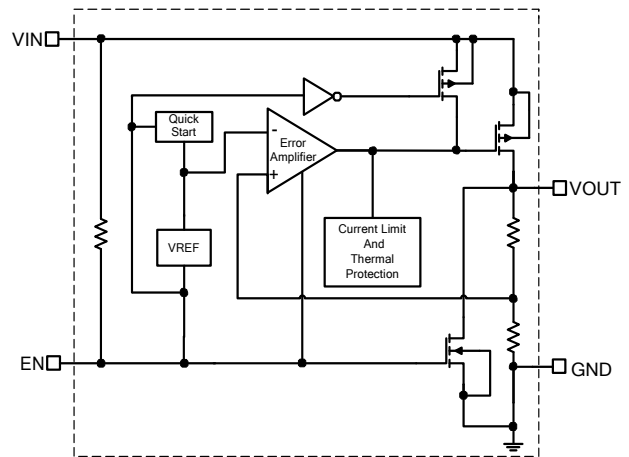 VIN
Quick
Start
-
Error
Amplifier
+
VOUT
VREF
Current Limit
And
Thermal
Protection
EN
GND